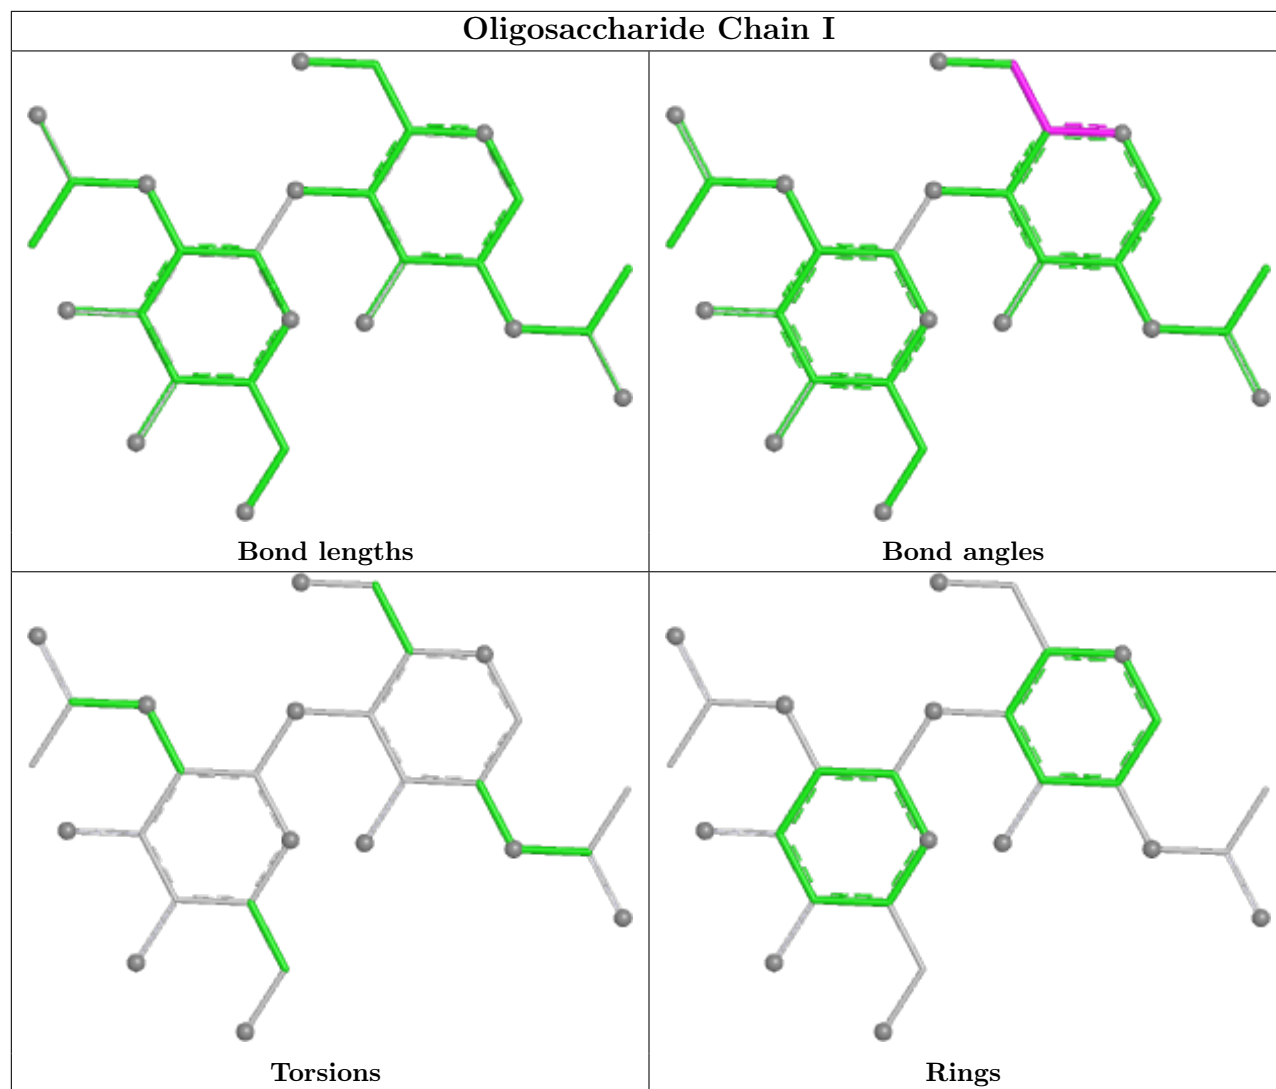 Oligosaccharide Chain I
Bond lengths
Bond angles
Torsions
Rings